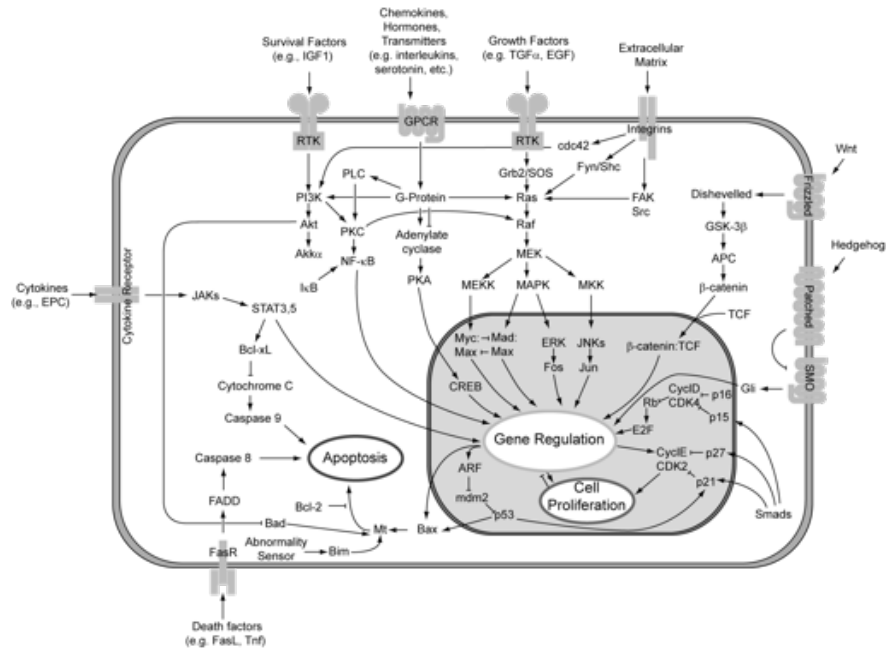 Chemokines,
Hormones,
Transmitters
(e.g. interleukins,
serotonin, etc.)
Survival Factors
(e.g., IGF1)
Growth Factors
(e.g. TGFα, EGF)
Extracellular
Matrix
GPCR
RTK
RTK
Integrins
cdc42
Wnt
Fyn/Shc
Grb2/SOS
PLC
Frizzled
PI3K
G-Protein
Ras
FAK
Src
Dishevelled
Akt
PKC
Adenylate
cyclase
Raf
GSK-3β
Akkα
NF-κB
MEK
APC
Hedgehog
IκB
PKA
MEKK
MAPK
MKK
β-catenin
Cytokine Receptor
Cytokines
(e.g., EPC)
JAKs
STAT3,5
TCF
Patched
Myc:
Max
Mad:
Max
ERK
Fos
JNKs
Jun
β-catenin:TCF
Bcl-xL
SMO
Cytochrome C
CREB
Gli
CycID
CDK4
p16
p15
Rb
E2F
Caspase 9
Gene Regulation
Caspase 8
Apoptosis
ARF
CycIE
CDK2
p27
p21
FADD
mdm2
Cell
Proliferation
Bcl-2
p53
Smads
Bad
Mt
Bax
FasR
Abnormality
Sensor
Bim
Death factors
(e.g. FasL, Tnf)